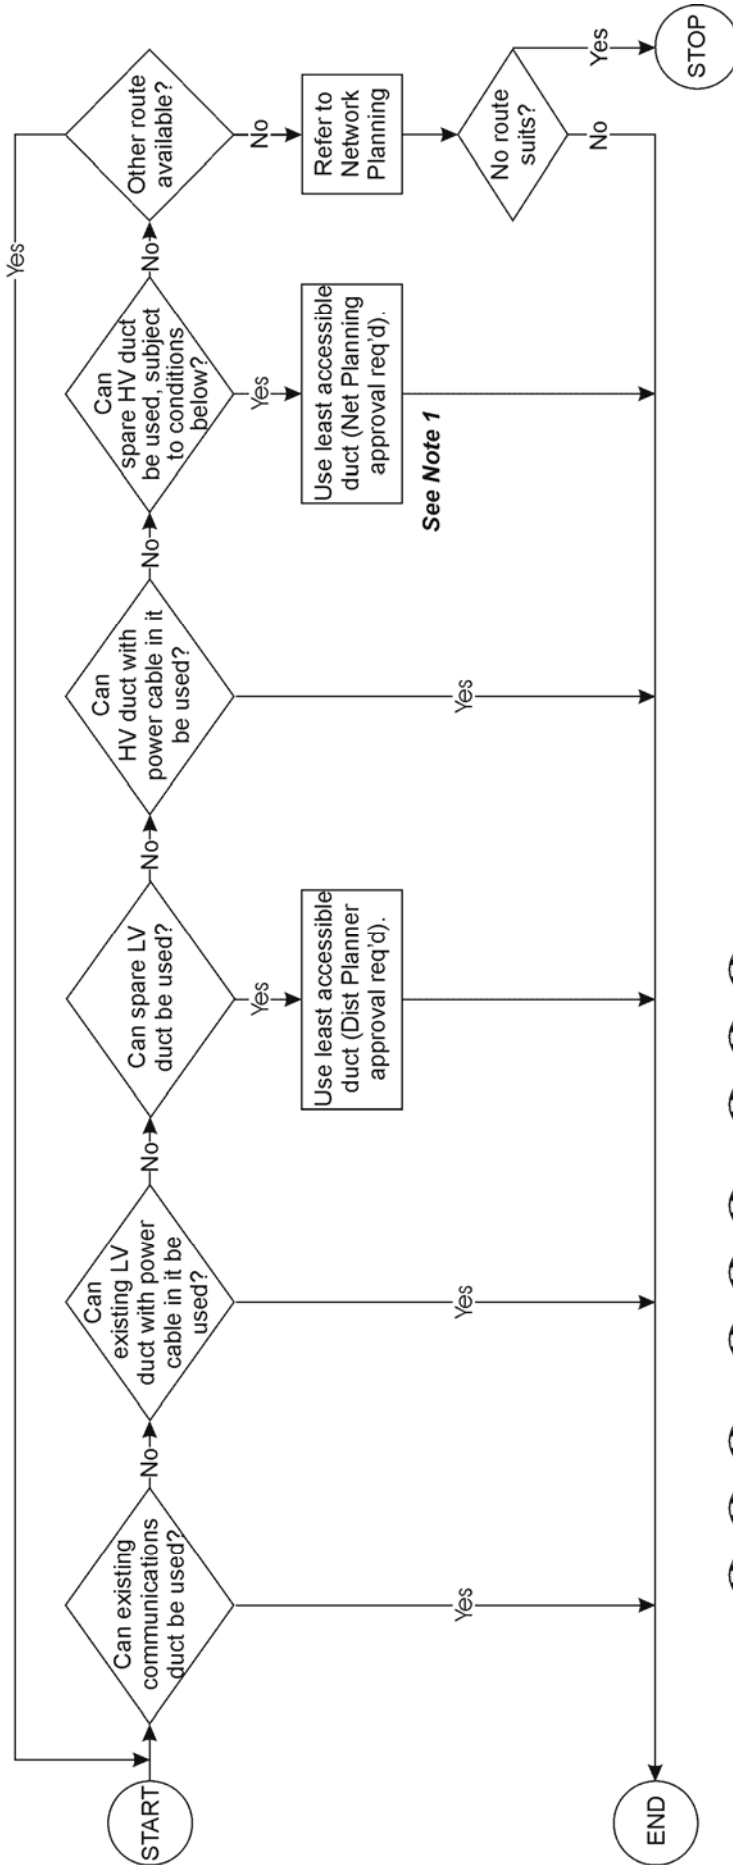 START
Can existing
communications
duct be used?
Yes
No
Can
existing LV
duct with power
cable in it be
used?
Yes
No
Can spare LV
duct be used?
Yes
Use least accessible
duct (Dist Planner
approval req'd).
No
Can
HV duct with
power cable in it
be used?
Yes
No
Can
spare HV duct
be used, subject
to conditions
below?
Yes
Use least accessible
duct (Net Planning
approval req'd).
See Note 1
No
Other route
available?
Yes
No
Refer to
Network
Planning
No route
suits?
Yes
No
STOP
END